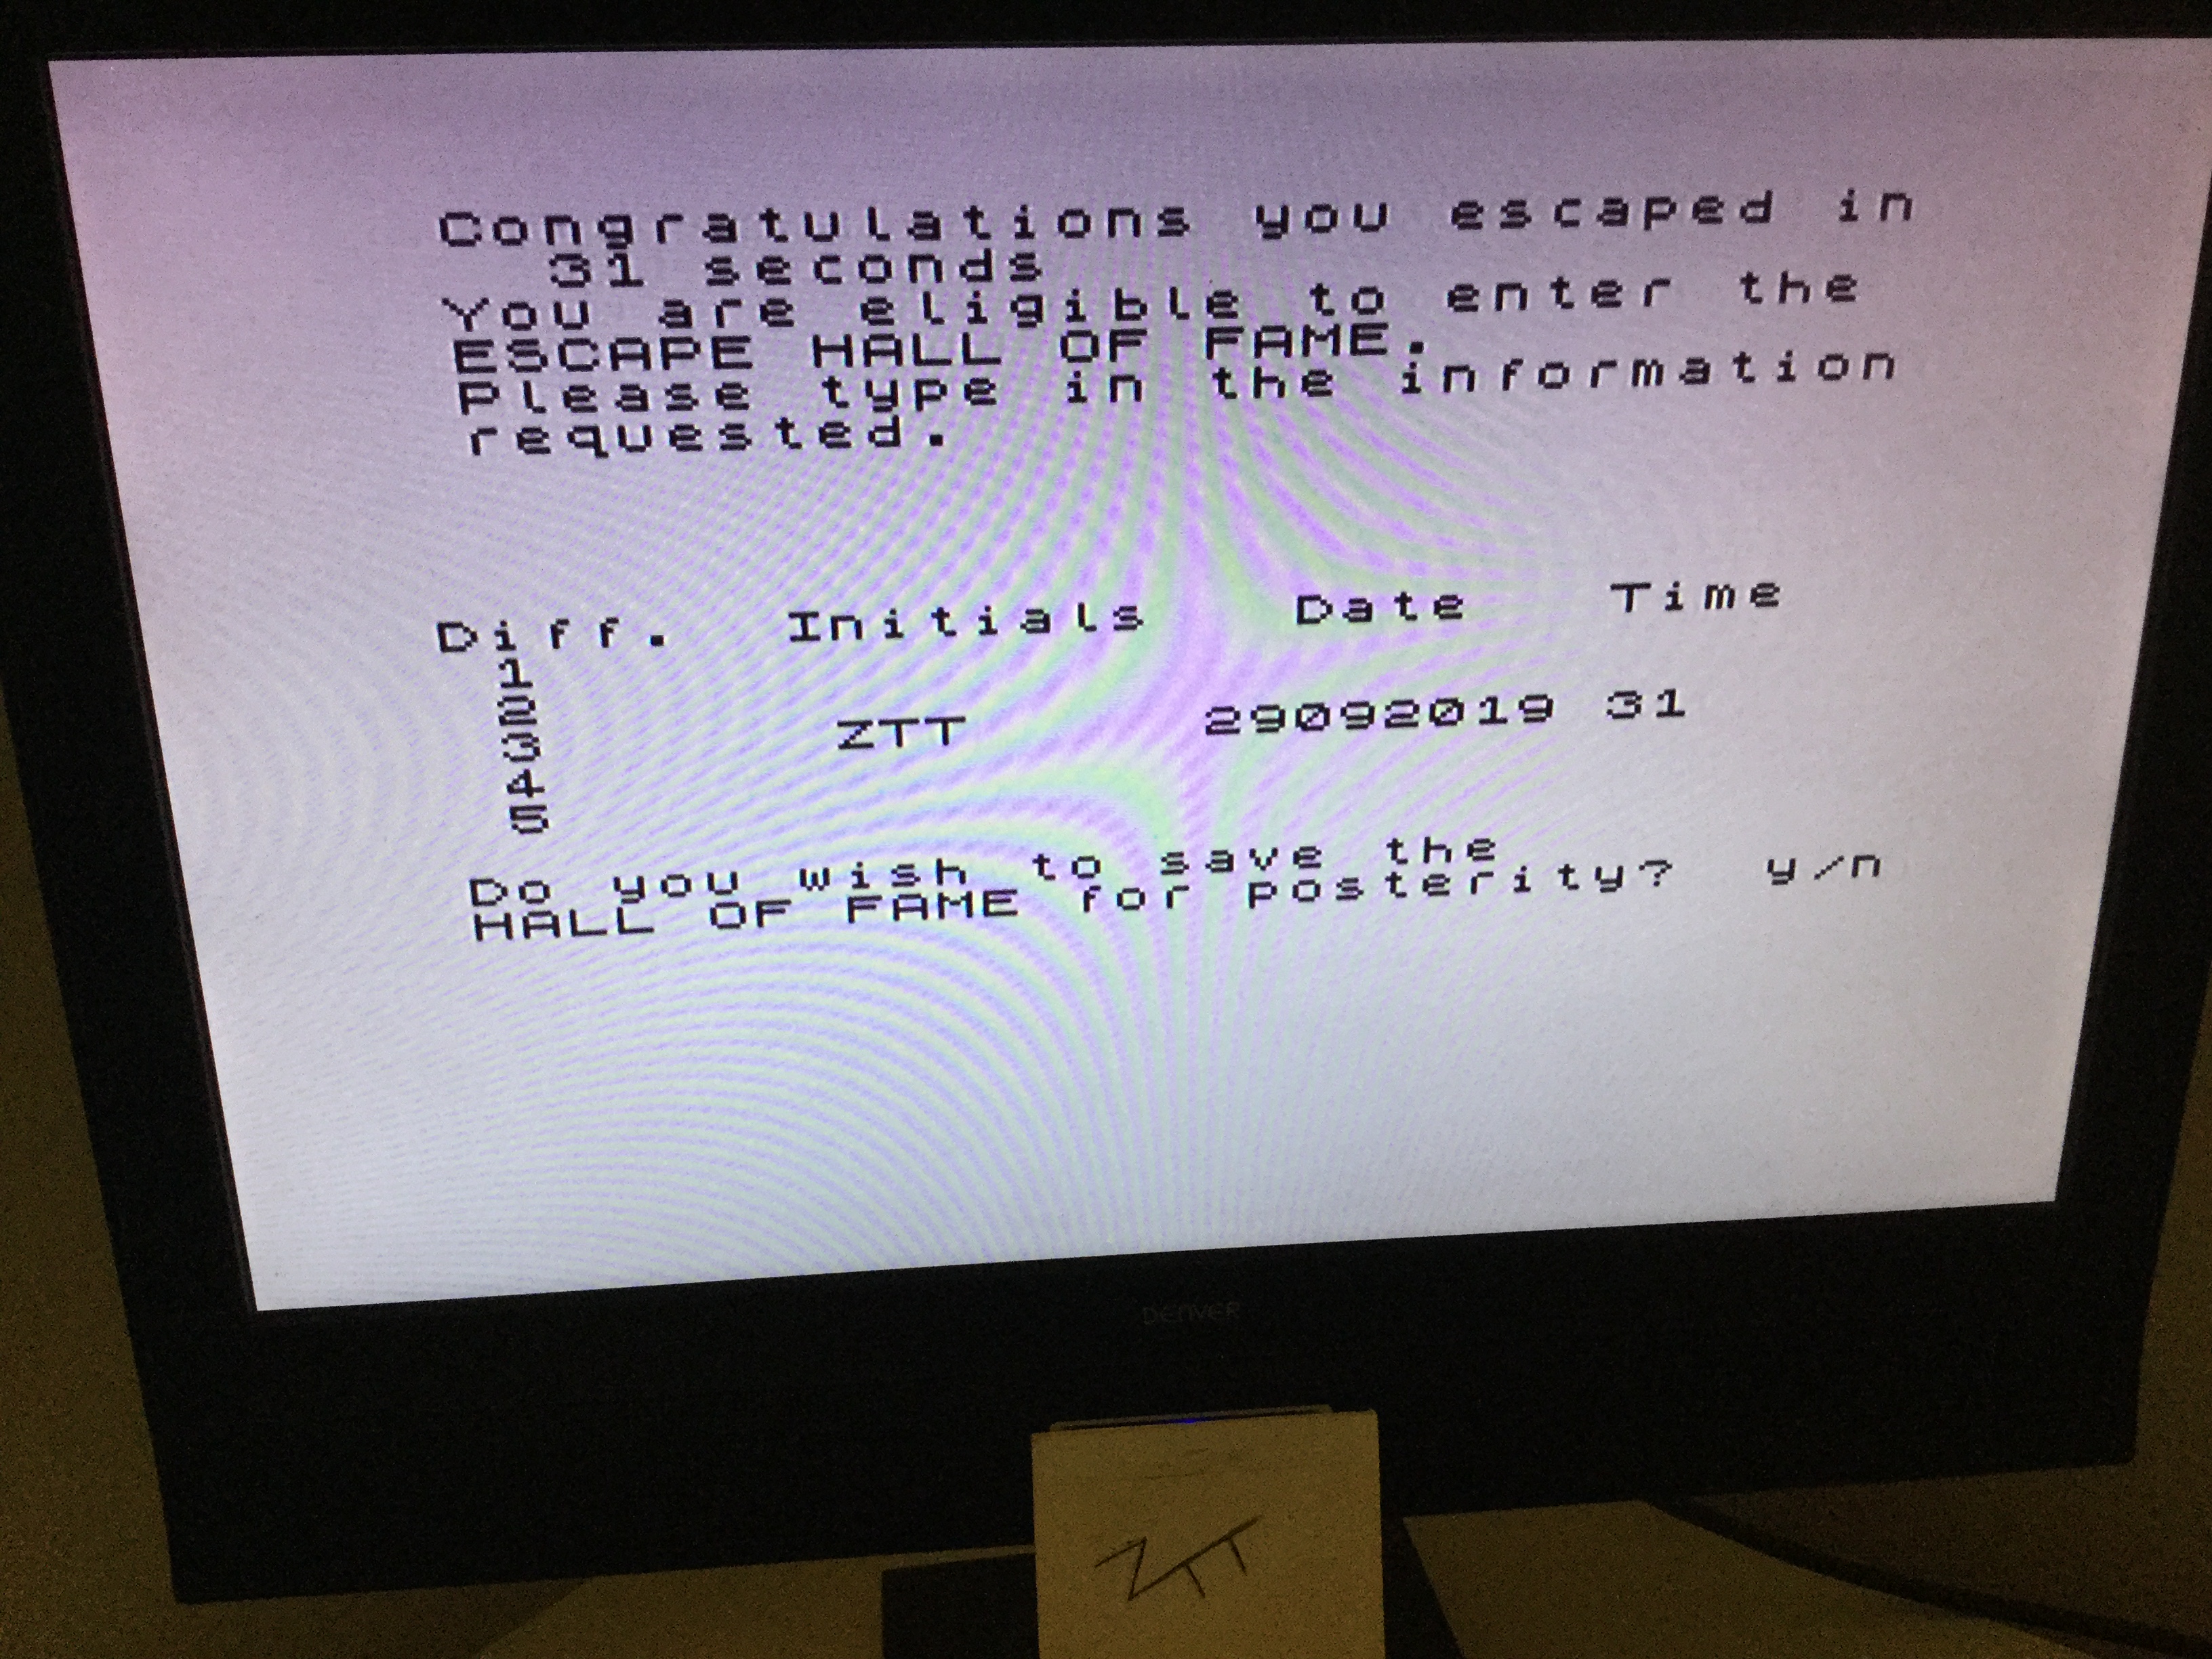 Congratulations you escaped in
31 seconds
You are eligible to enter the
ESCAPE HALL OF FAME.
Please type in the information
requested.
Diff. Initials Date Time
1
2
3 ZTT 29092019 31
4
5
Do you wish to save the
HALL OF FAME for posterity? y/n
DENVER
ZTT